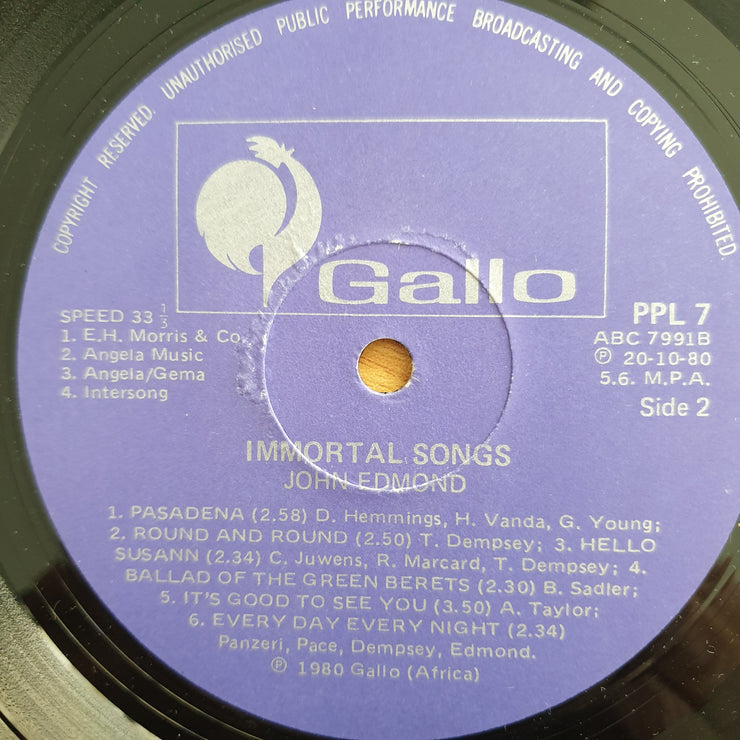 COPYRIGHT RESERVED. UNAUTHORISED PUBLIC PERFORMANCE BROADCASTING AND COPYING PROHIBITED.
Gallo
SPEED 33 1/3
1. E.H. Morris & Co.
2. Angela Music
3. Angela/Gema
4. Intersong
PPL 7
ABC 7991B
Ⓟ 20-10-80
5.6. M.P.A.
Side 2
IMMORTAL SONGS
JOHN EDMOND
1. PASADENA (2.58) D. Hemmings, H. Vanda, G. Young;
2. ROUND AND ROUND (2.50) T. Dempsey; 3. HELLO
SUSANN (2.34) C. Juwens, R. Marcard, T. Dempsey; 4.
BALLAD OF THE GREEN BERETS (2.30) B. Sadler;
5. IT'S GOOD TO SEE YOU (3.50) A. Taylor;
6. EVERY DAY EVERY NIGHT (2.34)
Panzeri, Pace, Dempsey, Edmond.
Ⓟ 1980 Gallo (Africa)